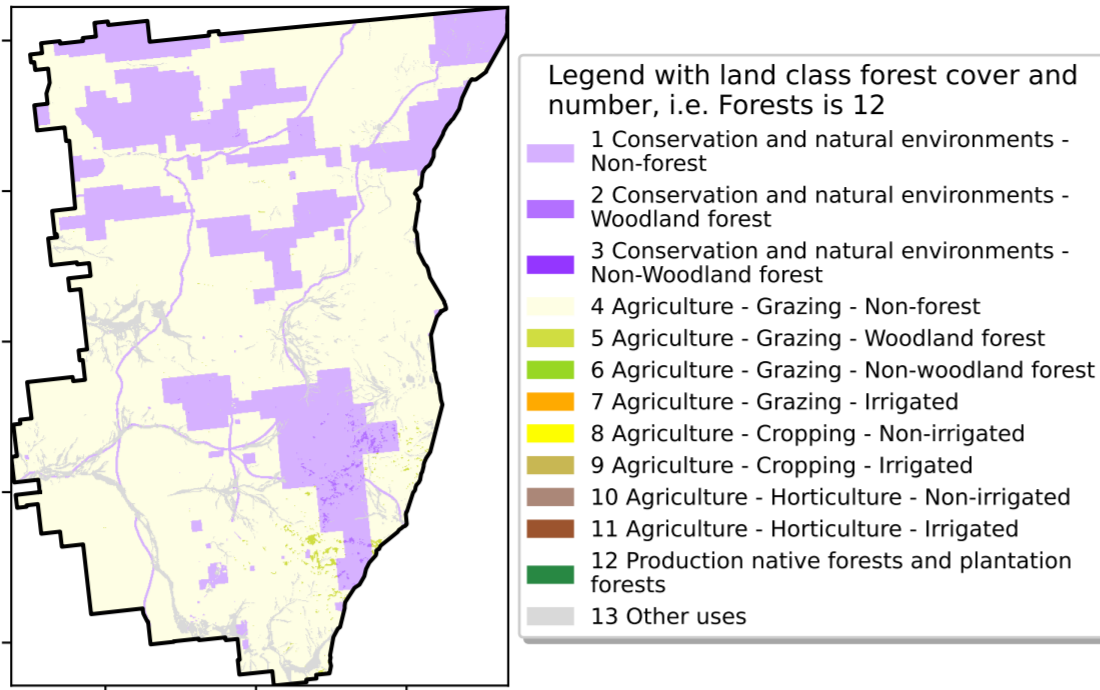 Legend with land class forest cover and
number, i.e. Forests is 12
1 Conservation and natural environments -
Non-forest
2 Conservation and natural environments -
Woodland forest
3 Conservation and natural environments -
Non-Woodland forest
4 Agriculture - Grazing - Non-forest
5 Agriculture - Grazing - Woodland forest
6 Agriculture - Grazing - Non-woodland forest
7 Agriculture - Grazing - Irrigated
8 Agriculture - Cropping - Non-irrigated
9 Agriculture - Cropping - Irrigated
10 Agriculture - Horticulture - Non-irrigated
11 Agriculture - Horticulture - Irrigated
12 Production native forests and plantation
forests
13 Other uses